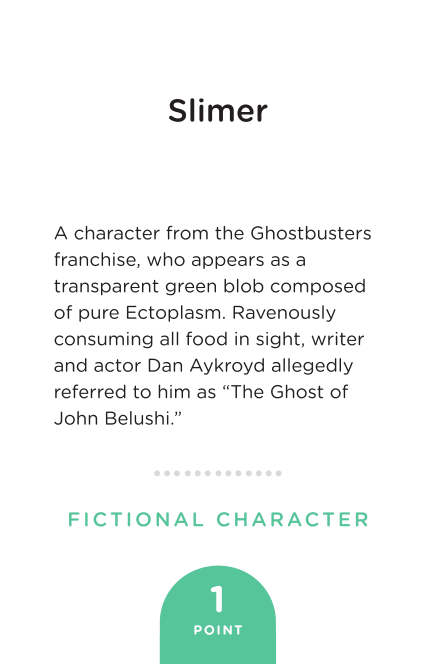 Slimer
A character from the Ghostbusters
franchise, who appears as a
transparent green blob composed
of pure Ectoplasm. Ravenously
consuming all food in sight, writer
and actor Dan Aykroyd allegedly
referred to him as “The Ghost of
John Belushi.”
FICTIONAL CHARACTER
1
POINT